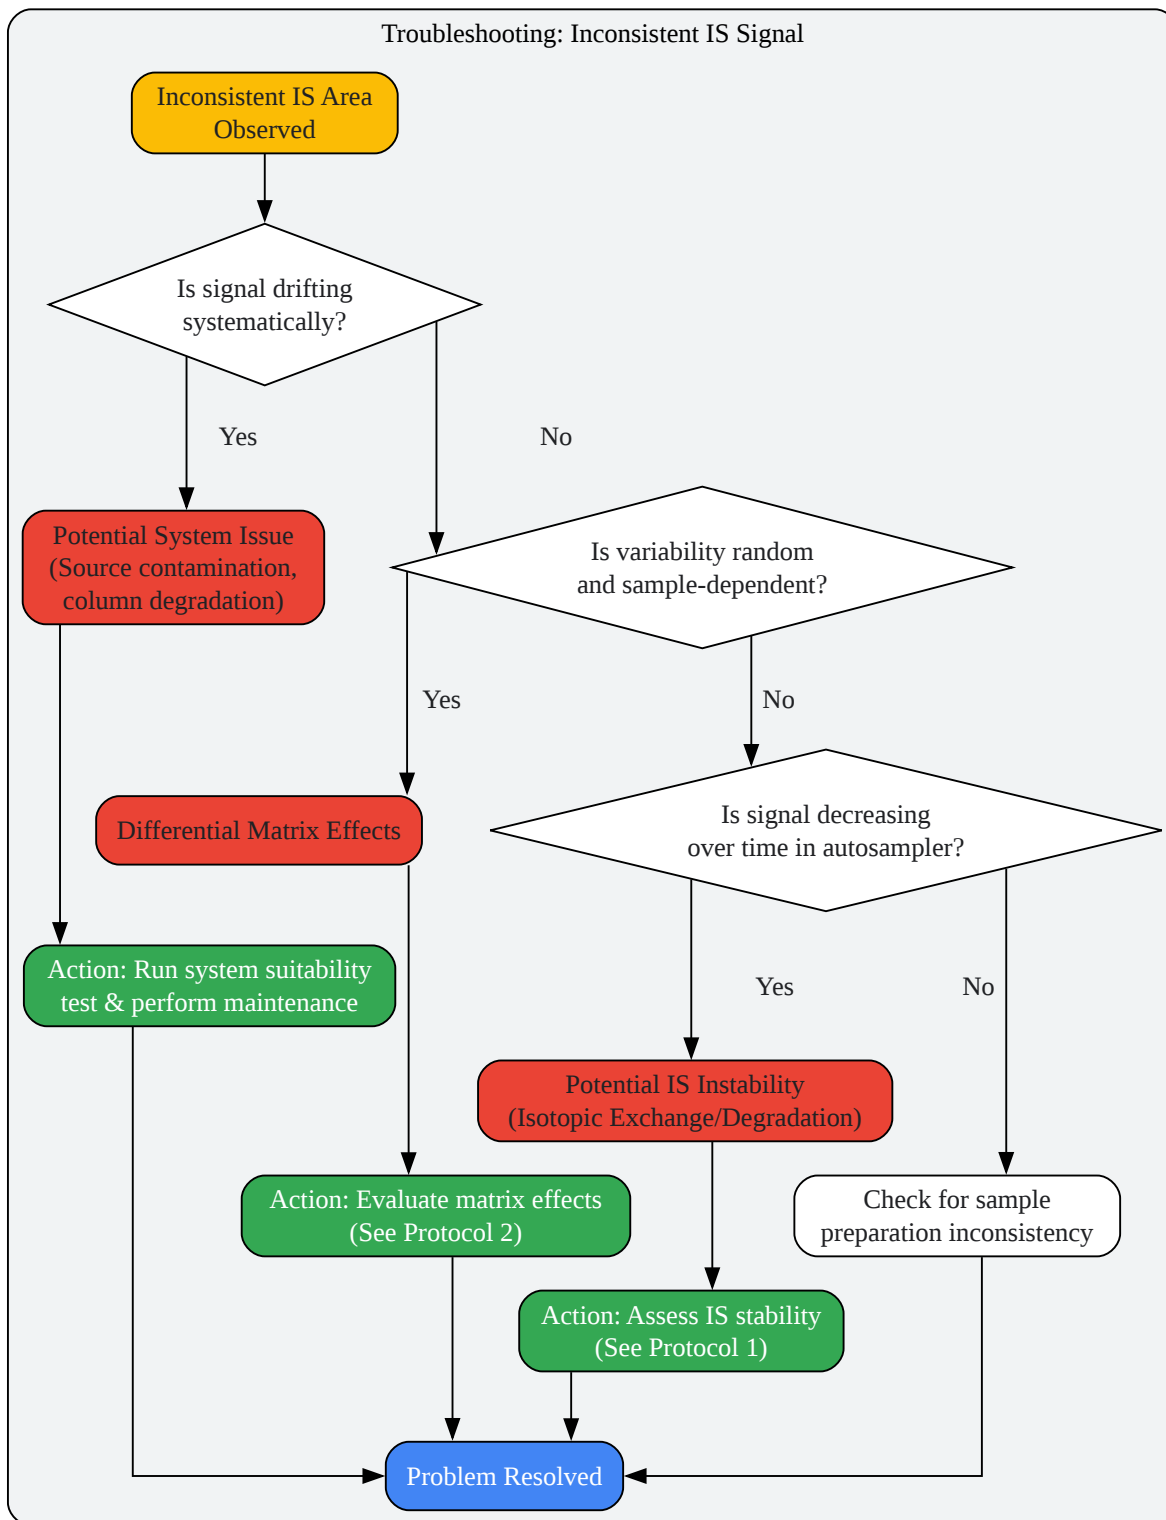 Troubleshooting: Inconsistent IS Signal
Inconsistent IS Area
Observed
Is signal drifting
systematically?
Yes
No
Potential System Issue
(Source contamination,
column degradation)
Is variability random
and sample-dependent?
Yes
No
Differential Matrix Effects
Is signal decreasing
over time in autosampler?
Action: Run system suitability
test & perform maintenance
Yes
No
Potential IS Instability
(Isotopic Exchange/Degradation)
Action: Evaluate matrix effects
(See Protocol 2)
Check for sample
preparation inconsistency
Action: Assess IS stability
(See Protocol 1)
Problem Resolved